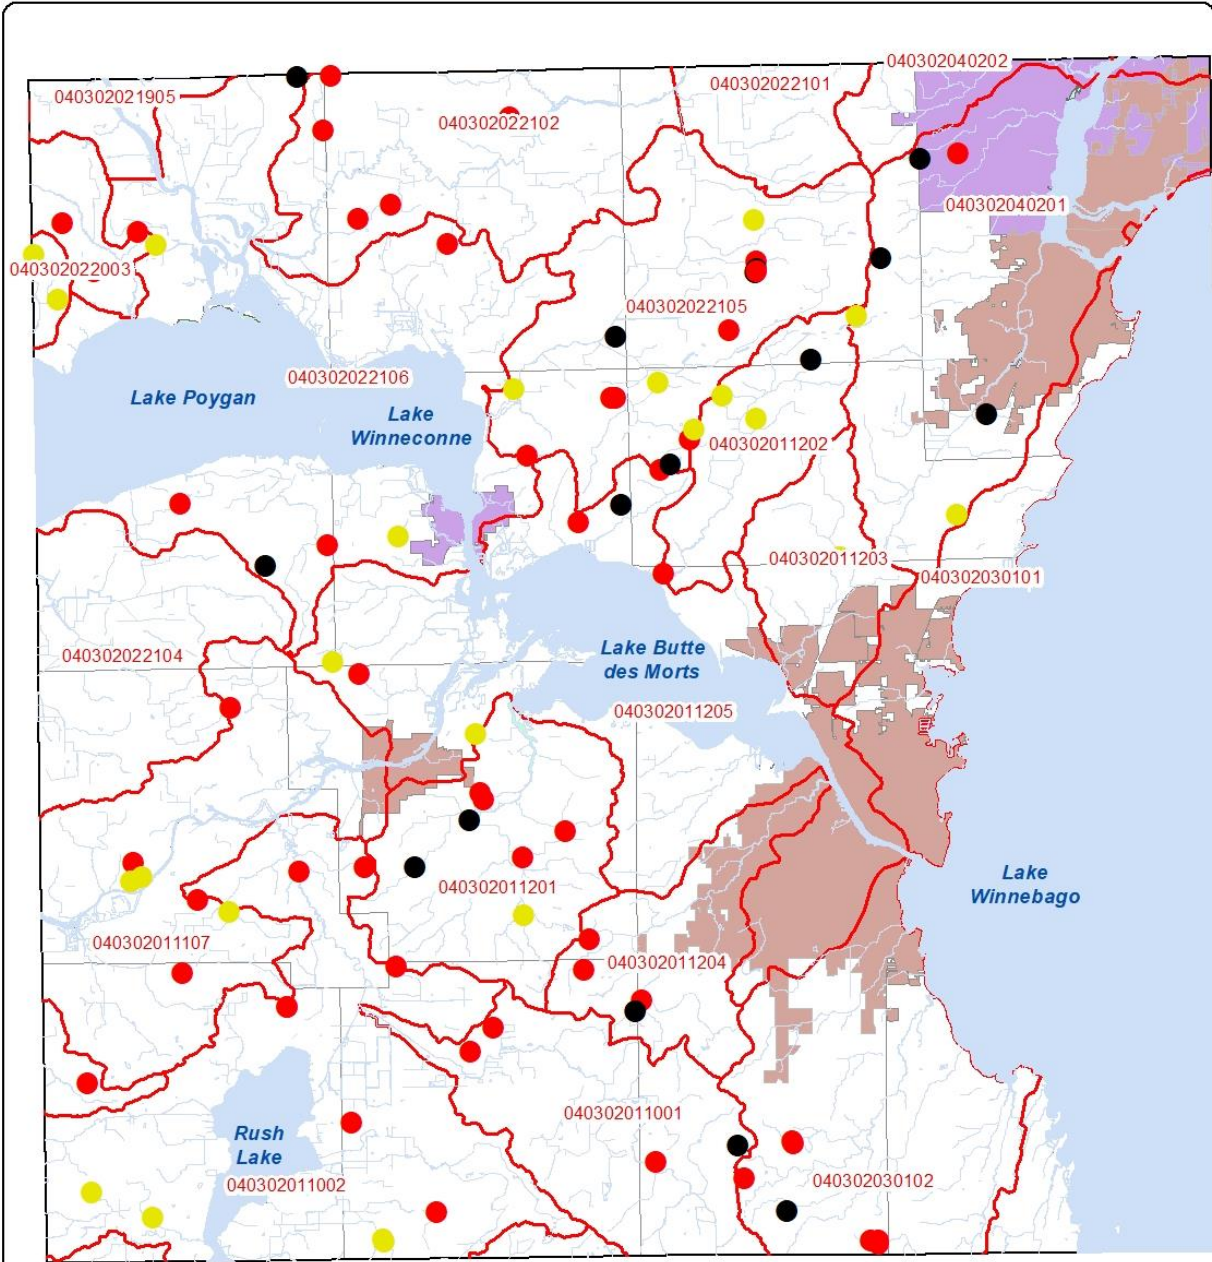 040302040202
040302022101
040302021905
040302022102
040302040201
040302022003
040302022105
040302022106
Lake Poygan
Lake
Winneconne
040302011202
040302011203
040302030101
040302022104
Lake Butte
des Morts
040302011205
Lake
Winnebago
040302011201
040302011107
040302011204
040302011001
Rush
Lake
040302011002
040302030102